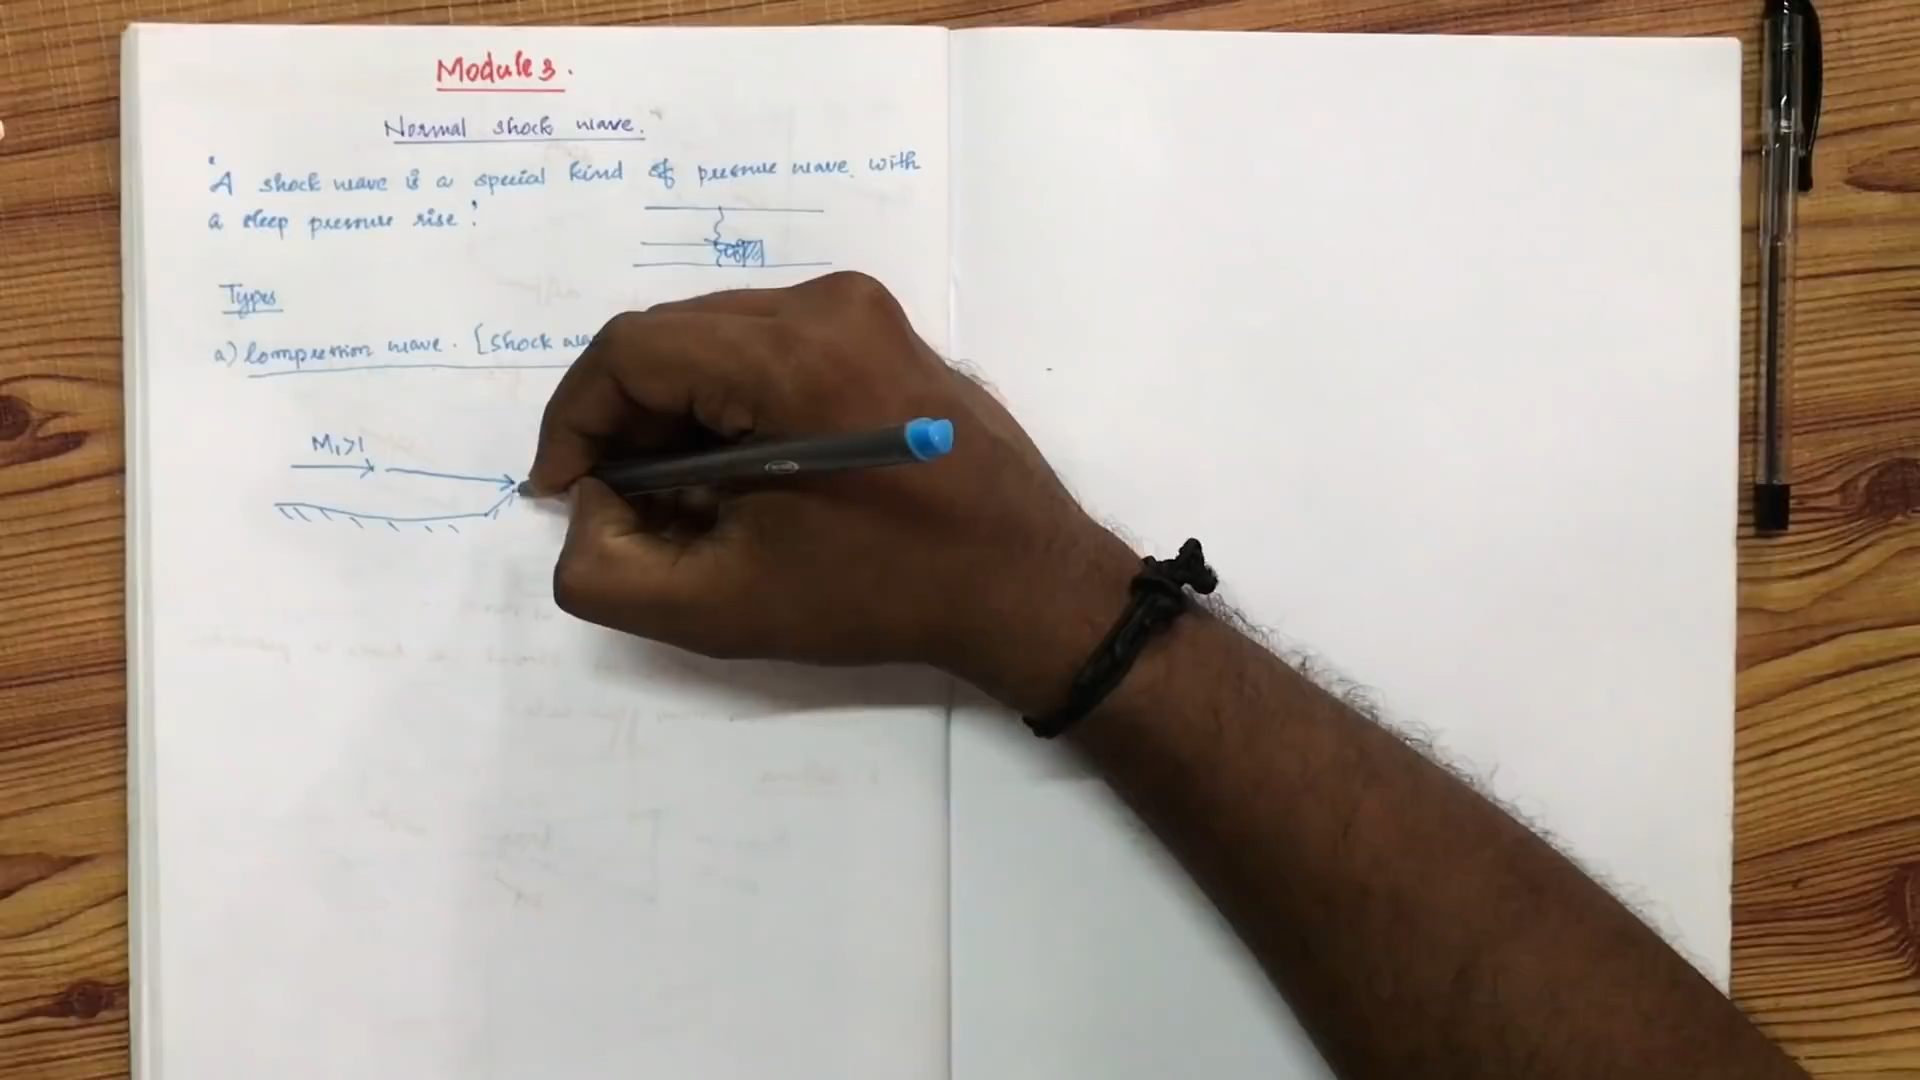 Module 3.
Normal shock wave.
'A shock wave is a special kind of pressure wave with
a steep pressure rise'
Types
a) Compression wave. [Shock wa
M₁>1